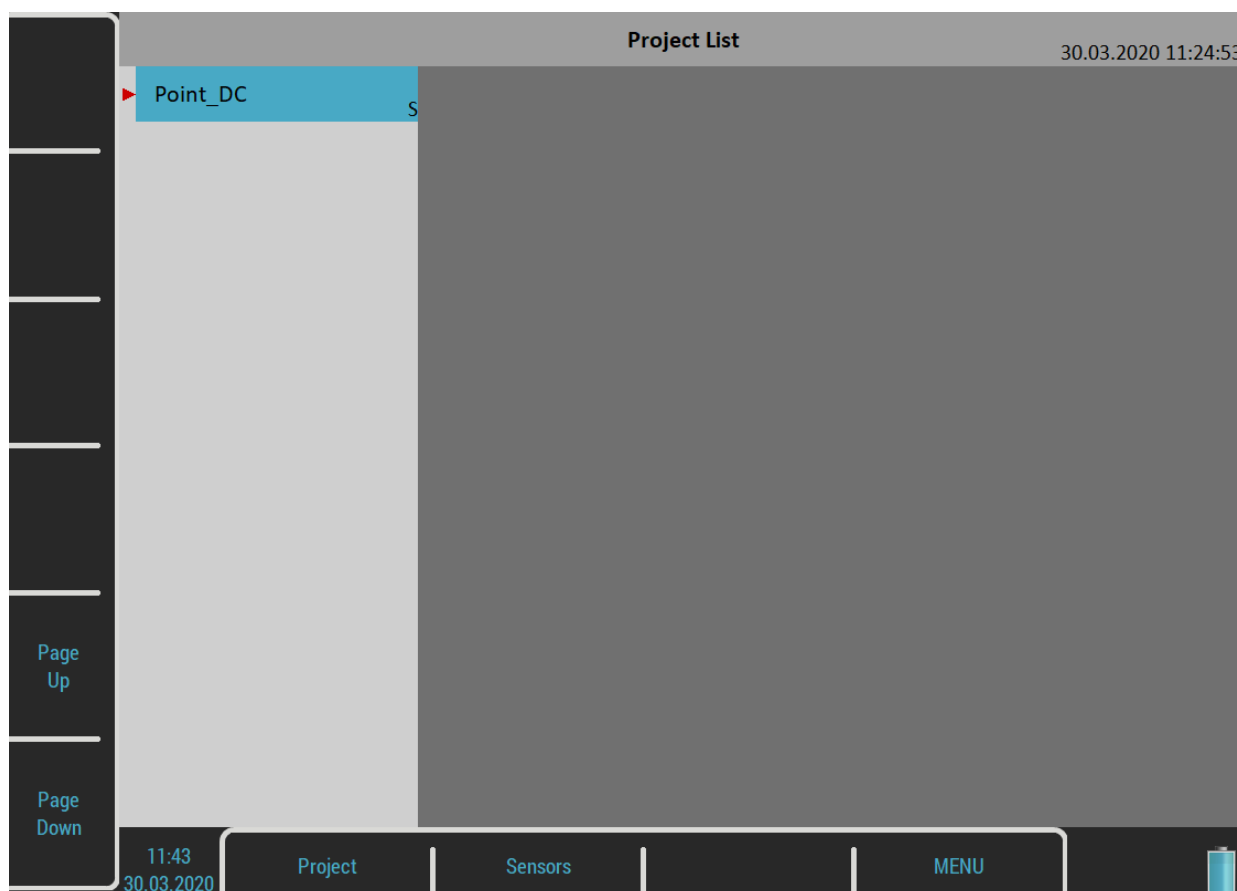 Project List
30.03.2020 11:24:53
Point_DC
S
Page
Up
Page
Down
11:43
30.03.2020
Project
Sensors
MENU